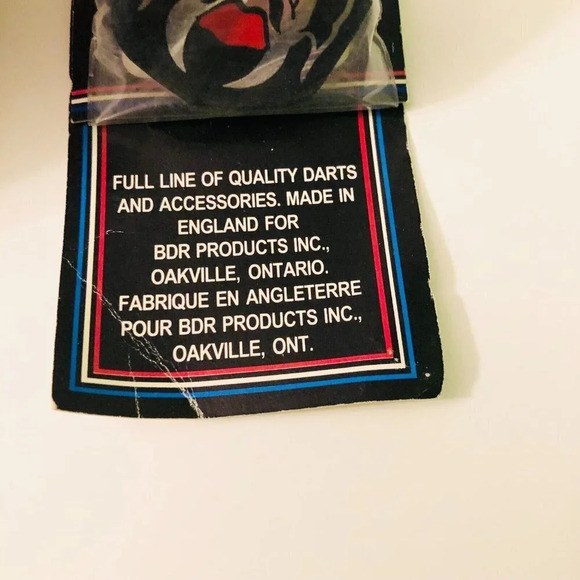 FULL LINE OF QUALITY DARTS
AND ACCESSORIES. MADE IN
ENGLAND FOR
BDR PRODUCTS INC.,
OAKVILLE, ONTARIO.
FABRIQUE EN ANGLETERRE
POUR BDR PRODUCTS INC.,
OAKVILLE, ONT.